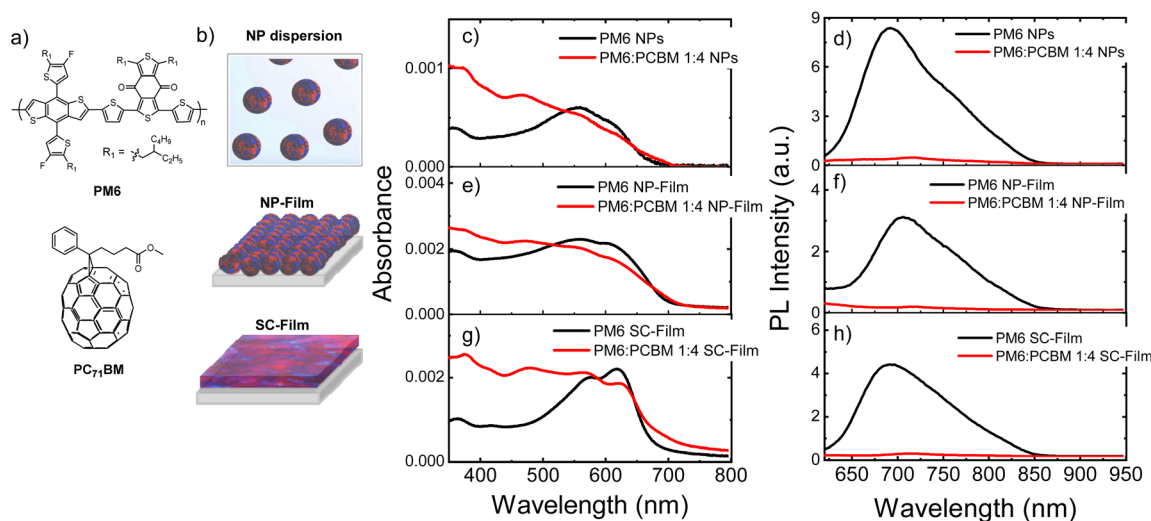 a)
R1
F
R1
R1
S
S
O
O
S
S
S
S
S
S
n
F
R1
R1 =
C4H9
C2H5
PM6
O
O
PC71BM
b)
NP dispersion
NP-Film
SC-Film
Absorbance
c)
PM6 NPs
PM6:PCBM 1:4 NPs
0.001
0.000
e)
PM6 NP-Film
PM6:PCBM 1:4 NP-Film
0.004
0.002
0.000
g)
PM6 SC-Film
PM6:PCBM 1:4 SC-Film
0.002
0.000
400 500 600 700 800
Wavelength (nm)
PL Intensity (a.u.)
d)
PM6 NPs
PM6:PCBM 1:4 NPs
9
6
3
0
f)
PM6 NP-Film
PM6:PCBM 1:4 NP-Film
3
0
h)
PM6 SC-Film
PM6:PCBM 1:4 SC-Film
6
4
2
0
650 700 750 800 850 900 950
Wavelength (nm)